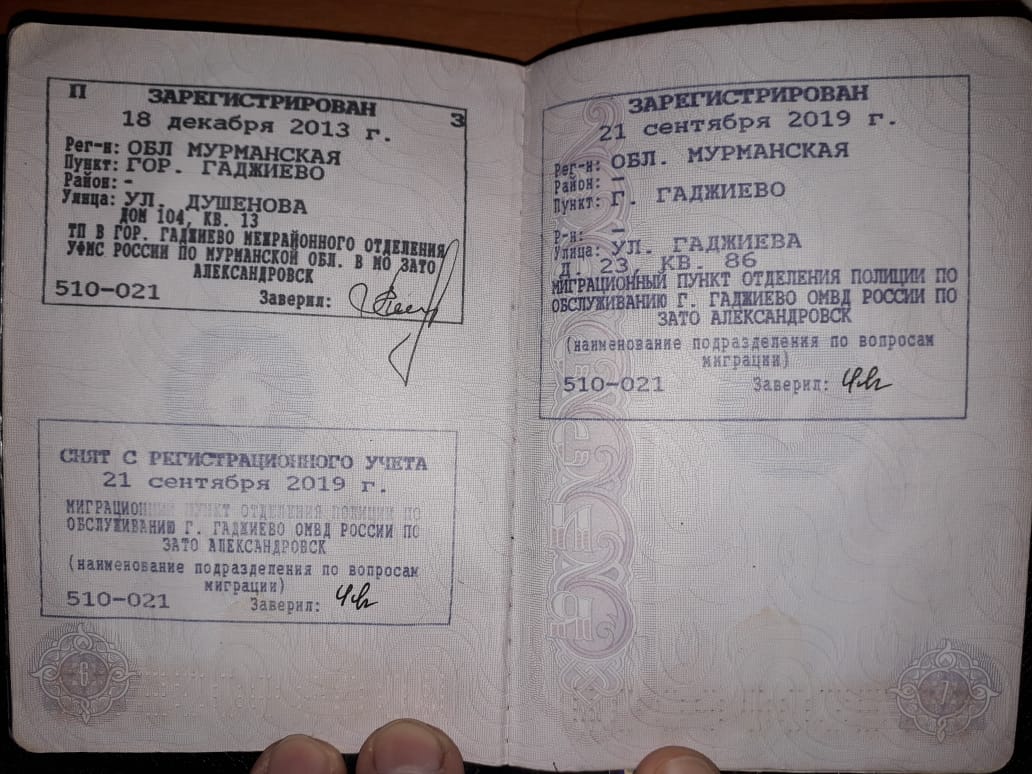 П ЗАРЕГИСТРИРОВАН З
18 декабря 2013 г.
Рег-н: ОБЛ МУРМАНСКАЯ
Пункт: ГОР. ГАДЖИЕВО
Район: -
Улица: УЛ. ДУШЕНОВА
ДОМ 104, КВ. 13
ТП В ГОР. ГАДЖИЕВО МЕЖРАЙОННОГО ОТДЕЛЕНИЯ
УФМС РОССИИ ПО МУРМАНСКОЙ ОБЛ. В МО ЗАТО
АЛЕКСАНДРОВСК
510-021 Заверил:
СНЯТ С РЕГИСТРАЦИОННОГО УЧЕТА
21 сентября 2019 г.
МИГРАЦИОННЫЙ ПУНКТ ОТДЕЛЕНИЯ ПОЛИЦИИ ПО
ОБСЛУЖИВАНИЮ Г. ГАДЖИЕВО ОМВД РОССИИ ПО
ЗАТО АЛЕКСАНДРОВСК
(наименование подразделения по вопросам
миграции)
510-021 Заверил:
6
ЗАРЕГИСТРИРОВАН
21 сентября 2019 г.
Рег-н: ОБЛ. МУРМАНСКАЯ
Район: -
Пункт: Г. ГАДЖИЕВО
Р-н: -
Улица: УЛ. ГАДЖИЕВА
Д. 23, КВ. 86
МИГРАЦИОННЫЙ ПУНКТ ОТДЕЛЕНИЯ ПОЛИЦИИ ПО
ОБСЛУЖИВАНИЮ Г. ГАДЖИЕВО ОМВД РОССИИ ПО
ЗАТО АЛЕКСАНДРОВСК
(наименование подразделения по вопросам
миграции)
510-021 Заверил:
7